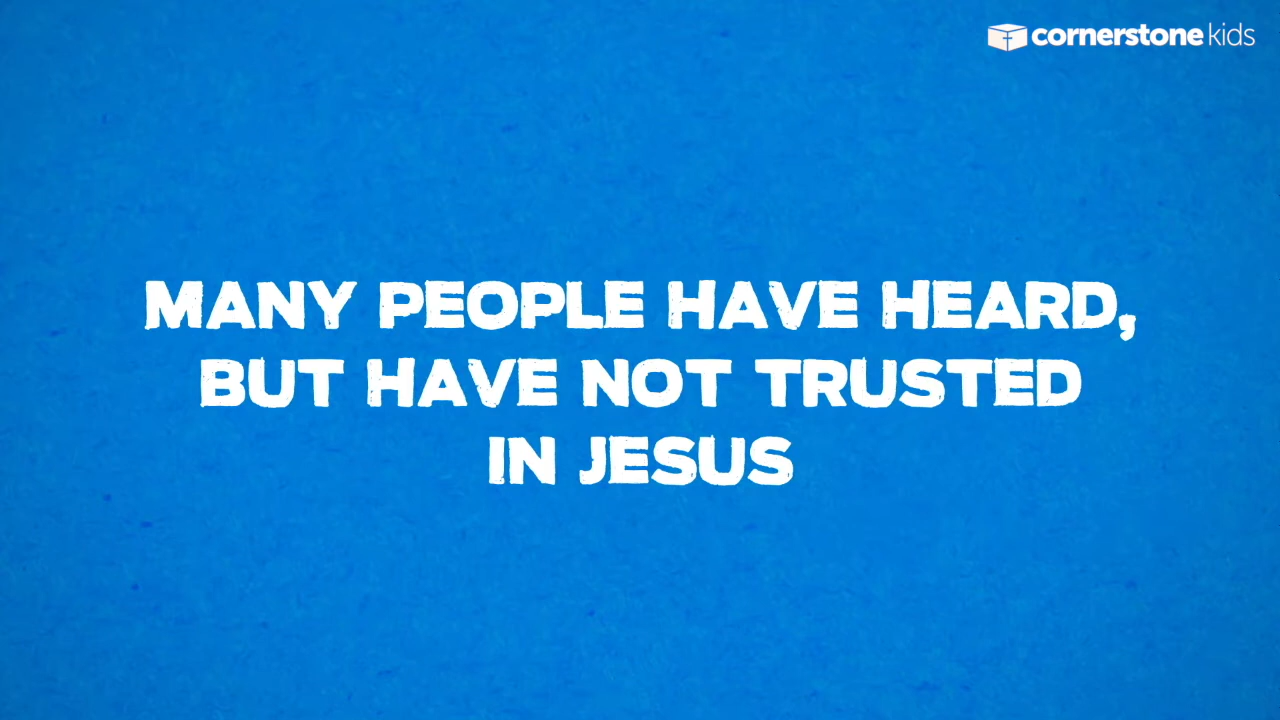 cornerstone kids
MANY PEOPLE HAVE HEARD,
BUT HAVE NOT TRUSTED
IN JESUS